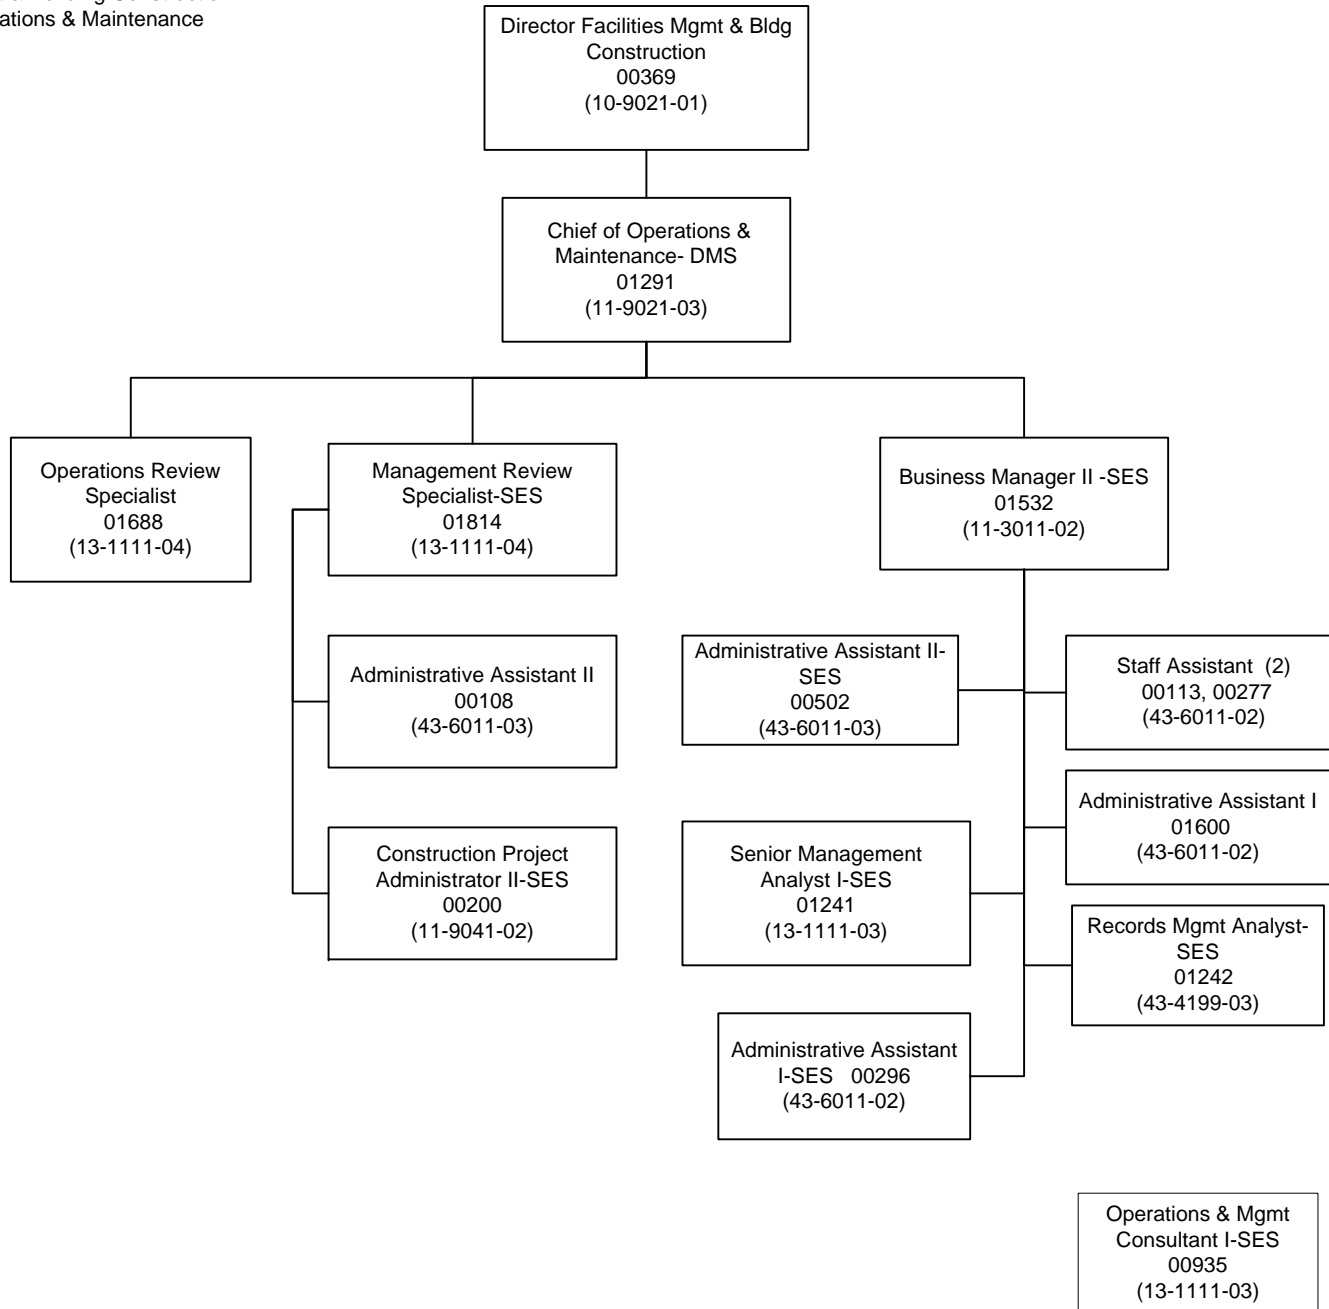 ations & Maintenance
Director Facilities Mgmt & Bldg
Construction
00369
(10-9021-01)
Chief of Operations &
Maintenance- DMS
01291
(11-9021-03)
Operations Review
Specialist
01688
(13-1111-04)
Management Review
Specialist-SES
01814
(13-1111-04)
Business Manager II -SES
01532
(11-3011-02)
Administrative Assistant II
00108
(43-6011-03)
Administrative Assistant II-
SES
00502
(43-6011-03)
Staff Assistant (2)
00113, 00277
(43-6011-02)
Administrative Assistant I
01600
(43-6011-02)
Construction Project
Administrator II-SES
00200
(11-9041-02)
Senior Management
Analyst I-SES
01241
(13-1111-03)
Records Mgmt Analyst-
SES
01242
(43-4199-03)
Administrative Assistant
I-SES 00296
(43-6011-02)
Operations & Mgmt
Consultant I-SES
00935
(13-1111-03)